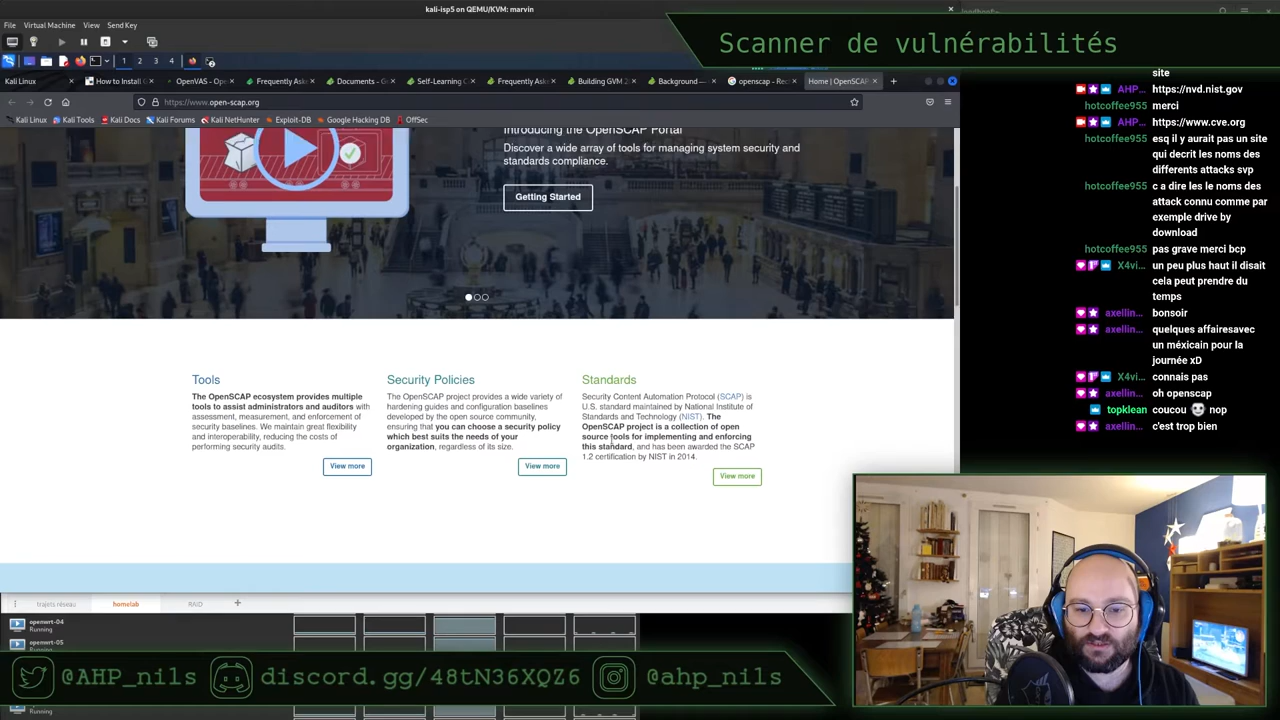 kali-isp5 on QEMU/KVM: marvin
File Virtual Machine View Send Key
Scanner de vulnérabilités
1 2 3 4
Kali Linux
How to Install
OpenVAS - Op
Frequently Ask
Documents - G
Self-Learning C
Frequently Ask
Building GVM 2
Background —
openscap - Rec
Home | OpenSCAP
https://www.open-scap.org
Kali Linux Kali Tools Kali Docs Kali Forums Kali NetHunter Exploit-DB Google Hacking DB OffSec
Introducing the OpenSCAP Portal
Discover a wide array of tools for managing system security and
standards compliance.
Getting Started
Tools
The OpenSCAP ecosystem provides multiple
tools to assist administrators and auditors with
assessment, measurement, and enforcement of
security baselines. We maintain great flexibility
and interoperability, reducing the costs of
performing security audits.
View more
Security Policies
The OpenSCAP project provides a wide variety of
hardening guides and configuration baselines
developed by the open source community,
ensuring that you can choose a security policy
which best suits the needs of your
organization, regardless of its size.
View more
Standards
Security Content Automation Protocol (SCAP) is
U.S. standard maintained by National Institute of
Standards and Technology (NIST). The
OpenSCAP project is a collection of open
source tools for implementing and enforcing
this standard, and has been awarded the SCAP
1.2 certification by NIST in 2014.
View more
site
AHP... https://nvd.nist.gov
hotcoffee955 merci
AHP... https://www.cve.org
hotcoffee955 esq il y aurait pas un site
qui decrit les noms des
differents attacks svp
hotcoffee955 c a dire les le noms des
attack connu comme par
exemple drive by
download
hotcoffee955 pas grave merci bcp
X4vi... un peu plus haut il disait
cela peut prendre du
temps
axellin... bonsoir
axellin... quelques affairesavec
un méxicain pour la
journée xD
X4vi... connais pas
axellin... oh openscap
topklean coucou nop
axellin... c'est trop bien
trajets réseau homelab RAID +
openwrt-04
Running
openwrt-05
Running
@AHP_nils discord.gg/48tN36XQZ6 @ahp_nils
Running